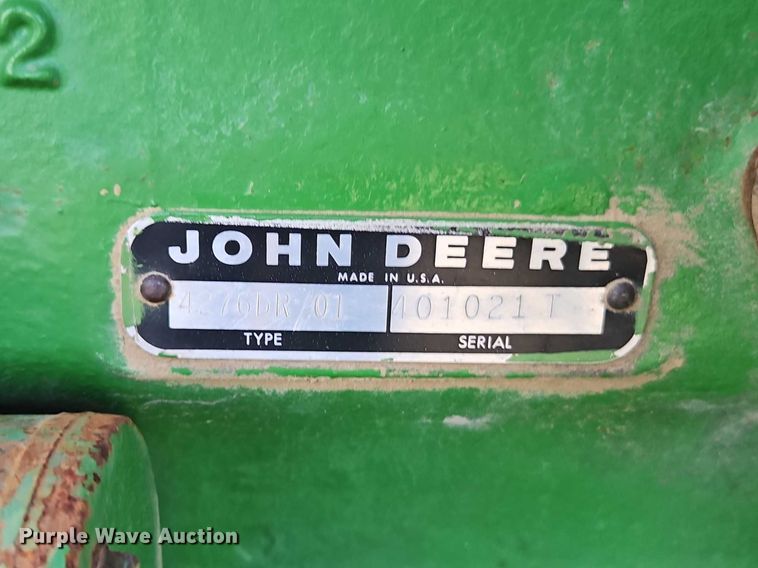 2
JOHN DEERE
MADE IN U.S.A.
4276DR 01 401021 T
TYPE SERIAL
Purple Wave Auction